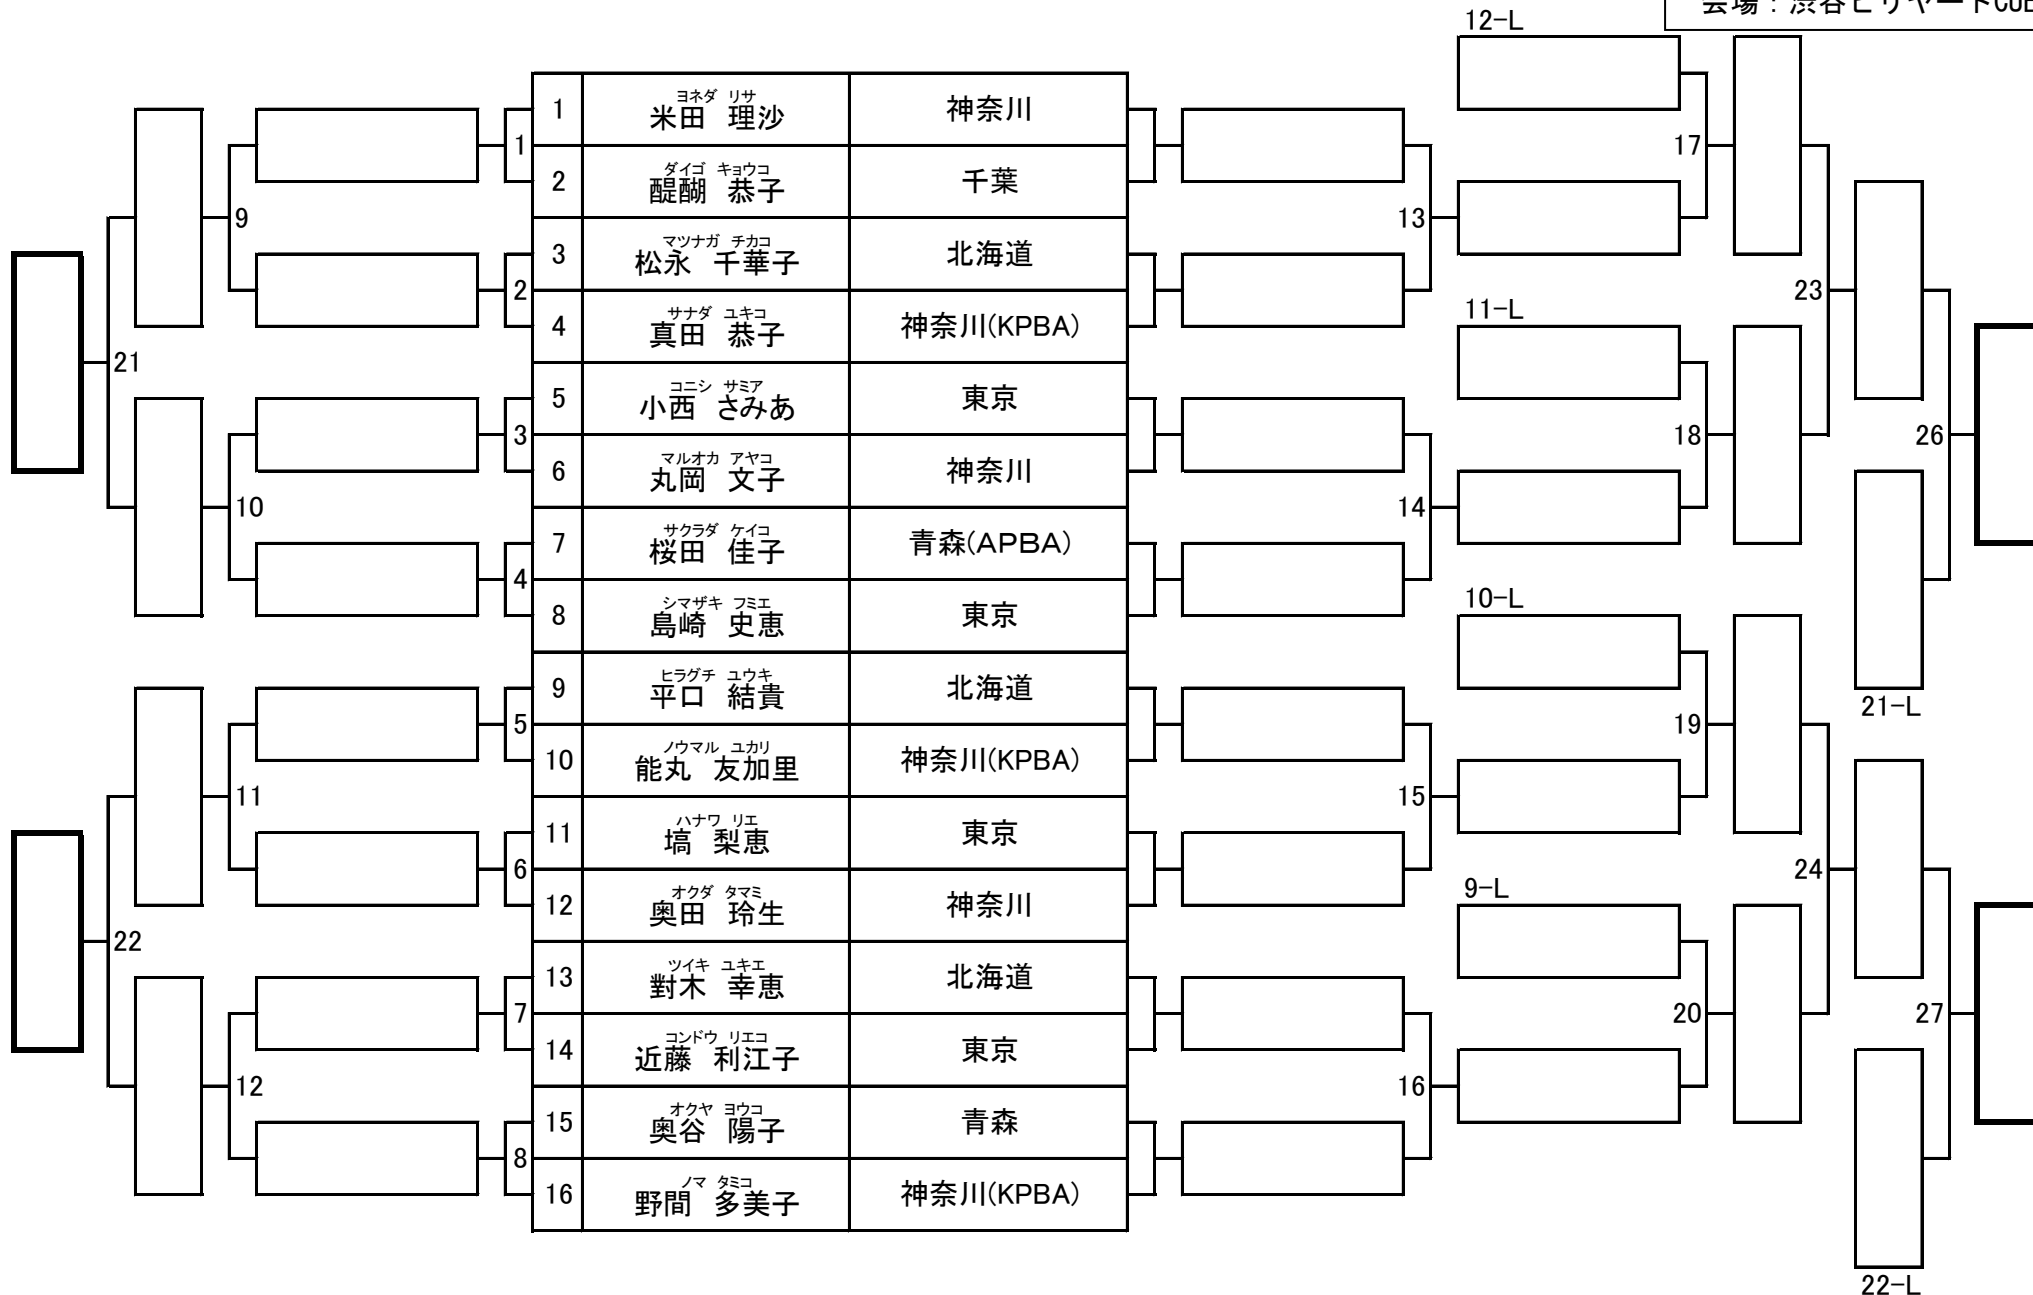 会場：渋谷ビリヤードCUE
12-L
ヨネダ リサ
1 米田 理沙 神奈川
1
17
ダイゴ キョウコ
2 醍醐 恭子 千葉
9
13
マツナガ チカコ
3 松永 千華子 北海道
2
23
サナダ ユキコ
4 真田 恭子 神奈川(KPBA)
11-L
21
コニシ サミア
5 小西 さみあ 東京
3
18
26
マルオカ アヤコ
6 丸岡 文子 神奈川
10
14
サクラダ ケイコ
7 桜田 佳子 青森(APBA)
4
10-L
シマザキ フミエ
8 島崎 史恵 東京
ヒラグチ ユウキ
9 平口 結貴 北海道
21-L
5
19
ノウマル ユカリ
10 能丸 友加里 神奈川(KPBA)
11
15
ハナワ リエ
11 塙 梨恵 東京
6
24
9-L
オクダ タマミ
12 奥田 玲生 神奈川
22
ツイキ ユキエ
13 對木 幸恵 北海道
7
20
27
コンドウ リエコ
14 近藤 利江子 東京
12
16
オクヤ ヨウコ
15 奥谷 陽子 青森
8
ノマ タミコ
16 野間 多美子 神奈川(KPBA)
22-L